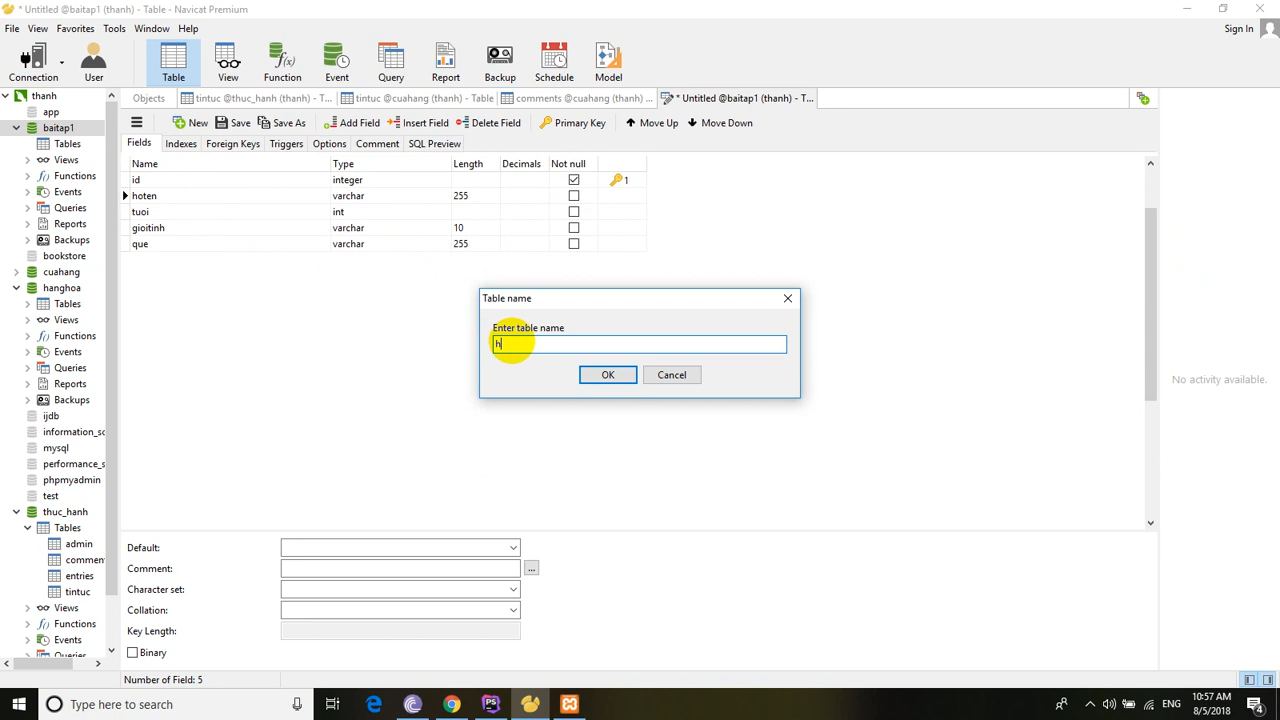 * Untitled @baitap1 (thanh) - Table - Navicat Premium
File View Favorites Tools Window Help
Sign In
Connection User Table View Function Event Query Report Backup Schedule Model
Objects tintuc @thuc_hanh (thanh) - T... tintuc @cuahang (thanh) - Table comments @cuahang (thanh) ... * Untitled @baitap1 (thanh) - T...
New Save Save As Add Field Insert Field Delete Field Primary Key Move Up Move Down
Fields Indexes Foreign Keys Triggers Options Comment SQL Preview
Name Type Length Decimals Not null
id integer 1
hoten varchar 255
tuoi int
gioitinh varchar 10
que varchar 255
thanh
app
baitap1
Tables
Views
Functions
Events
Queries
Reports
Backups
bookstore
cuahang
hanghoa
Tables
Views
Functions
Events
Queries
Reports
Backups
ijdb
information_sc
mysql
performance_s
phpmyadmin
test
thuc_hanh
Tables
admin
commen
entries
tintuc
Views
Functions
Events
Queries
Table name
Enter table name
h
OK Cancel
No activity available.
Default:
Comment:
...
Character set:
Collation:
Key Length:
Binary
Number of Field: 5
Type here to search
ENG
10:57 AM
8/5/2018
4